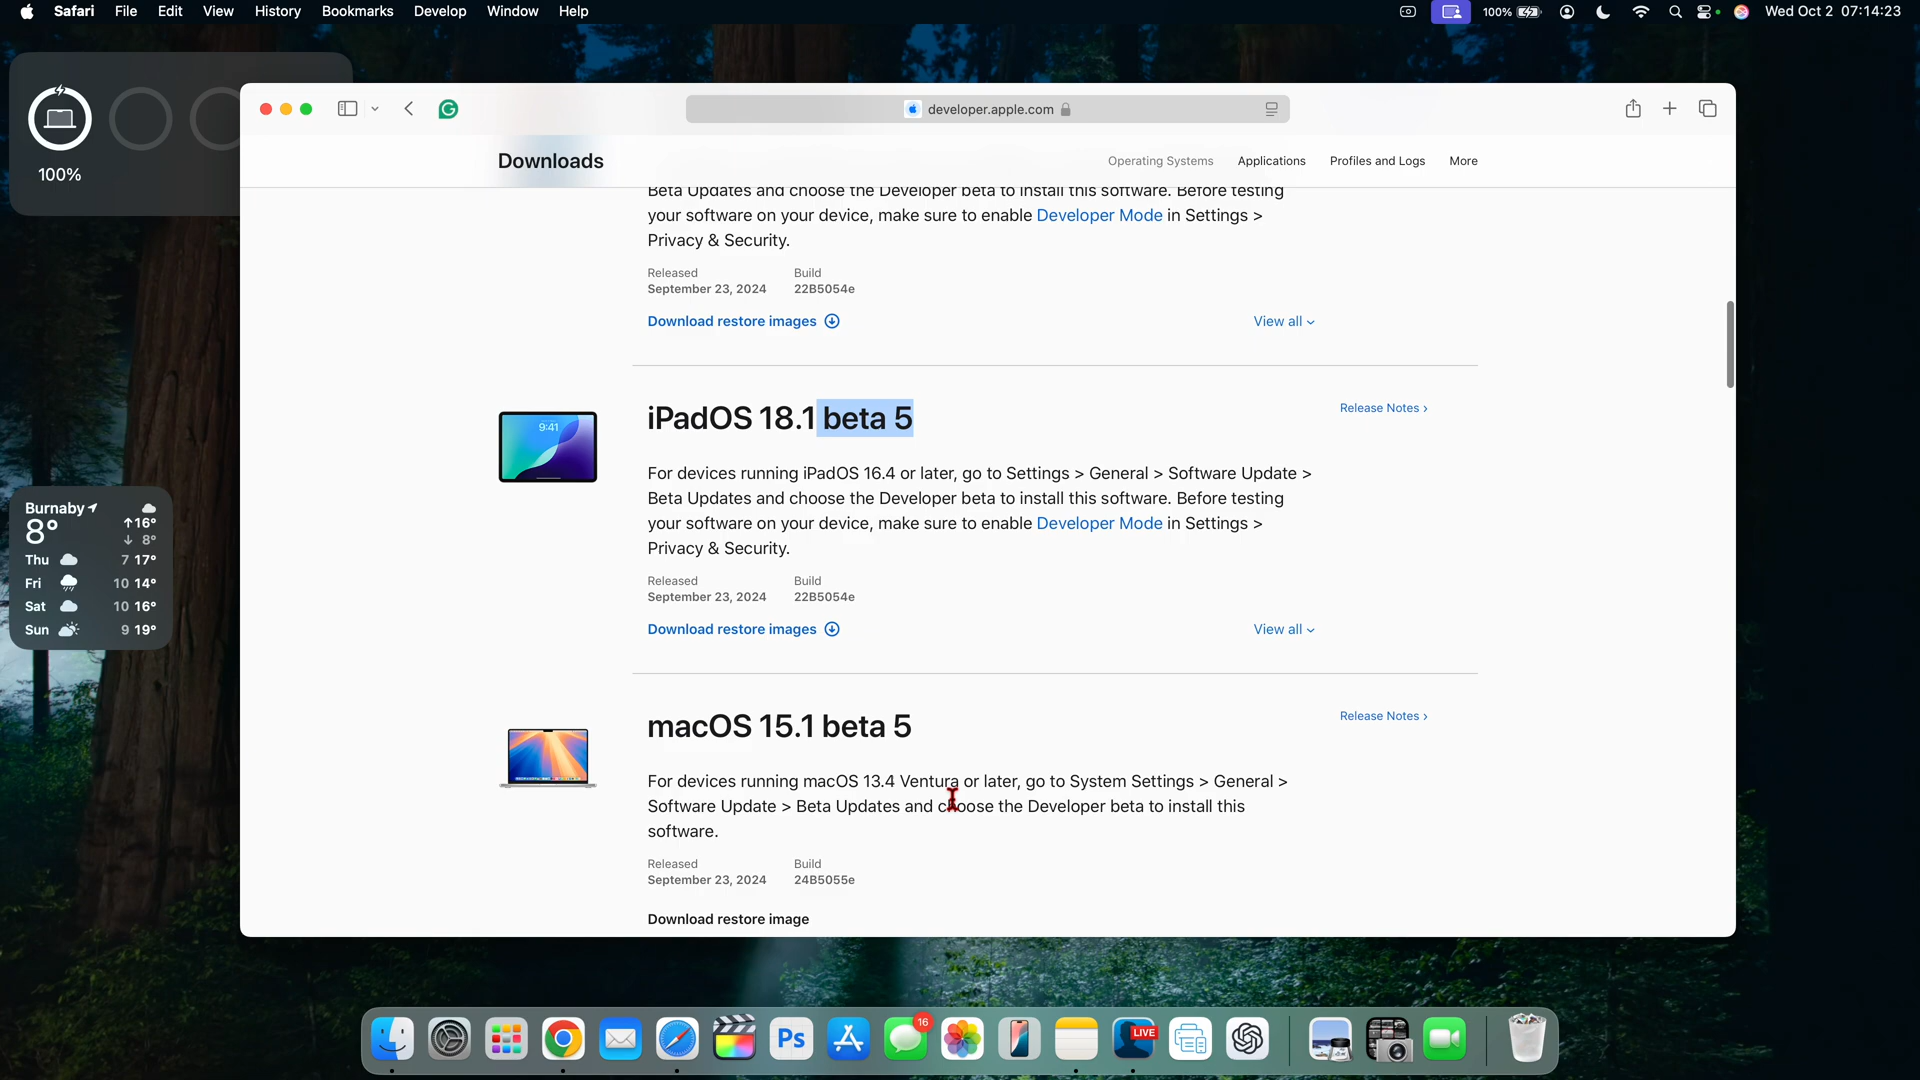 Safari File Edit View History Bookmarks Develop Window Help 100% Wed Oct 2 07:14:23
100%
developer.apple.com
Downloads Operating Systems Applications Profiles and Logs More
Beta Updates and choose the Developer beta to install this software. Before testing
your software on your device, make sure to enable Developer Mode in Settings >
Privacy & Security.
Released Build
September 23, 2024 22B5054e
Download restore images View all
iPadOS 18.1 beta 5 Release Notes >
9:41
For devices running iPadOS 16.4 or later, go to Settings > General > Software Update >
Beta Updates and choose the Developer beta to install this software. Before testing
your software on your device, make sure to enable Developer Mode in Settings >
Privacy & Security.
Released Build
September 23, 2024 22B5054e
Download restore images View all
macOS 15.1 beta 5 Release Notes >
For devices running macOS 13.4 Ventura or later, go to System Settings > General >
Software Update > Beta Updates and choose the Developer beta to install this
software.
Released Build
September 23, 2024 24B5055e
Download restore image
Burnaby
8° ↑16°
↓ 8°
Thu 7 17°
Fri 10 14°
Sat 10 16°
Sun 9 19°
Ps 16 LIVE